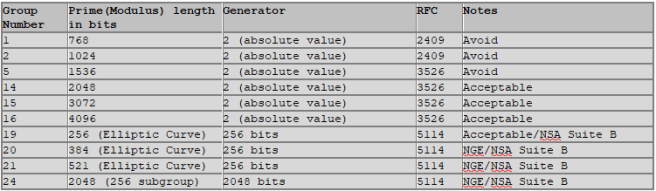 Group Number Prime(Modulus) length in bits Generator RFC Notes
1 768 2 (absolute value) 2409 Avoid
2 1024 2 (absolute value) 2409 Avoid
5 1536 2 (absolute value) 3526 Avoid
14 2048 2 (absolute value) 3526 Acceptable
15 3072 2 (absolute value) 3526 Acceptable
16 4096 2 (absolute value) 3526 Acceptable
19 256 (Elliptic Curve) 256 bits 5114 Acceptable/NSA Suite B
20 384 (Elliptic Curve) 256 bits 5114 NGE/NSA Suite B
21 521 (Elliptic Curve) 256 bits 5114 NGE/NSA Suite B
24 2048 (256 subgroup) 2048 bits 5114 NGE/NSA Suite B